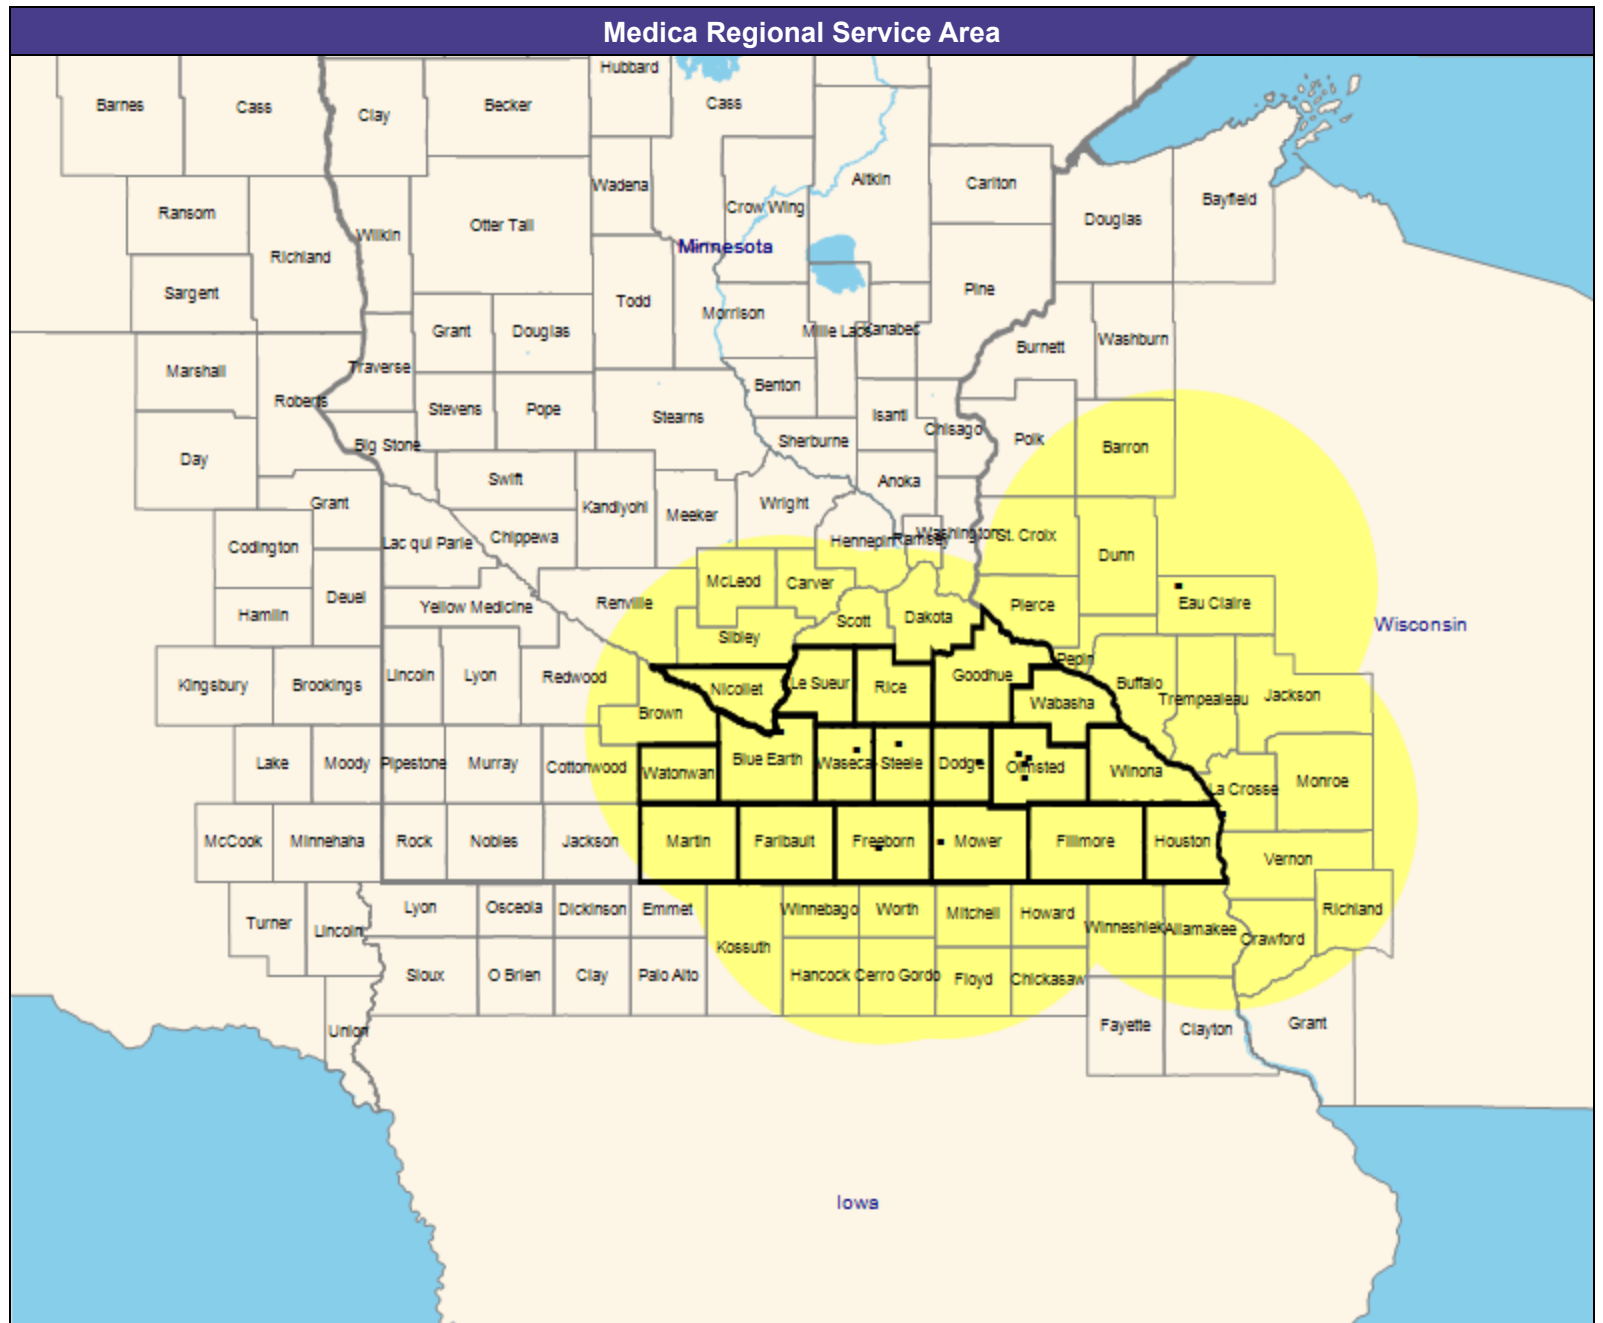 Medica Regional Service Area
Hubbard
Barnes
Cass
Clay
Becker
Cass
Wadena
Aitkin
Carlton
Crow Wing
Bayfield
Ransom
Douglas
Otter Tail
Wilkin
Minnesota
Richland
Sargent
Todd
Pine
Morrison
Grant
Douglas
Mille Lacs
Kanabec
Washburn
Burnett
Marshall
Traverse
Benton
Roberts
Stevens
Pope
Stearns
Isanti
Chisago
Big Stone
Sherburne
Polk
Barron
Day
Swift
Anoka
Grant
Kandiyohi
Meeker
Wright
Codington
Lac qui Parle
Chippewa
Hennepin
Ramsey
Washington
St. Croix
Dunn
Deuel
McLeod
Carver
Hamlin
Yellow Medicine
Renville
Scott
Dakota
Pierce
Eau Claire
Wisconsin
Sibley
Kingsbury
Brookings
Lincoln
Lyon
Redwood
Nicollet
Le Sueur
Rice
Goodhue
Pepin
Buffalo
Trempealeau
Jackson
Wabasha
Brown
Lake
Moody
Pipestone
Murray
Cottonwood
Watonwan
Blue Earth
Waseca
Steele
Dodge
Olmsted
Winona
La Crosse
Monroe
McCook
Minnehaha
Rock
Nobles
Jackson
Martin
Faribault
Freeborn
Mower
Fillmore
Houston
Vernon
Turner
Lincoln
Lyon
Osceola
Dickinson
Emmet
Kossuth
Winnebago
Worth
Mitchell
Howard
Winneshiek
Allamakee
Crawford
Richland
Sioux
O Brien
Clay
Palo Alto
Hancock
Cerro Gordo
Floyd
Chickasaw
Union
Fayette
Clayton
Grant
Iowa